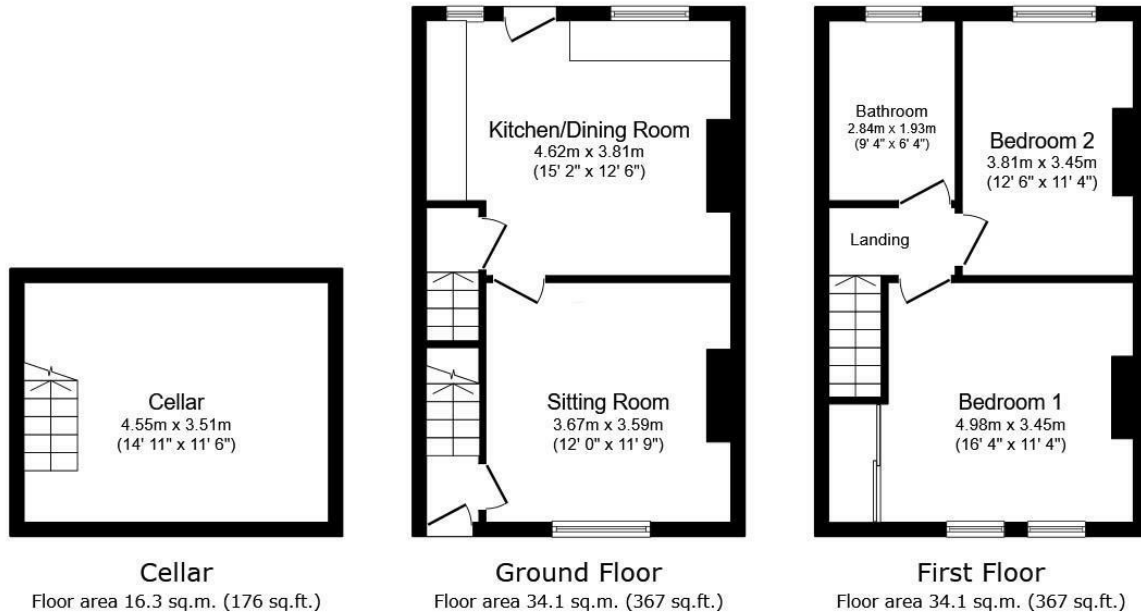 Kitchen/Dining Room
4.62m x 3.81m
(15' 2" x 12' 6")
Bathroom
2.84m x 1.93m
(9' 4" x 6' 4")
Bedroom 2
3.81m x 3.45m
(12' 6" x 11' 4")
Landing
Cellar
4.55m x 3.51m
(14' 11" x 11' 6")
Sitting Room
3.67m x 3.59m
(12' 0" x 11' 9")
Bedroom 1
4.98m x 3.45m
(16' 4" x 11' 4")
Cellar
Floor area 16.3 sq.m. (176 sq.ft.)
Ground Floor
Floor area 34.1 sq.m. (367 sq.ft.)
First Floor
Floor area 34.1 sq.m. (367 sq.ft.)